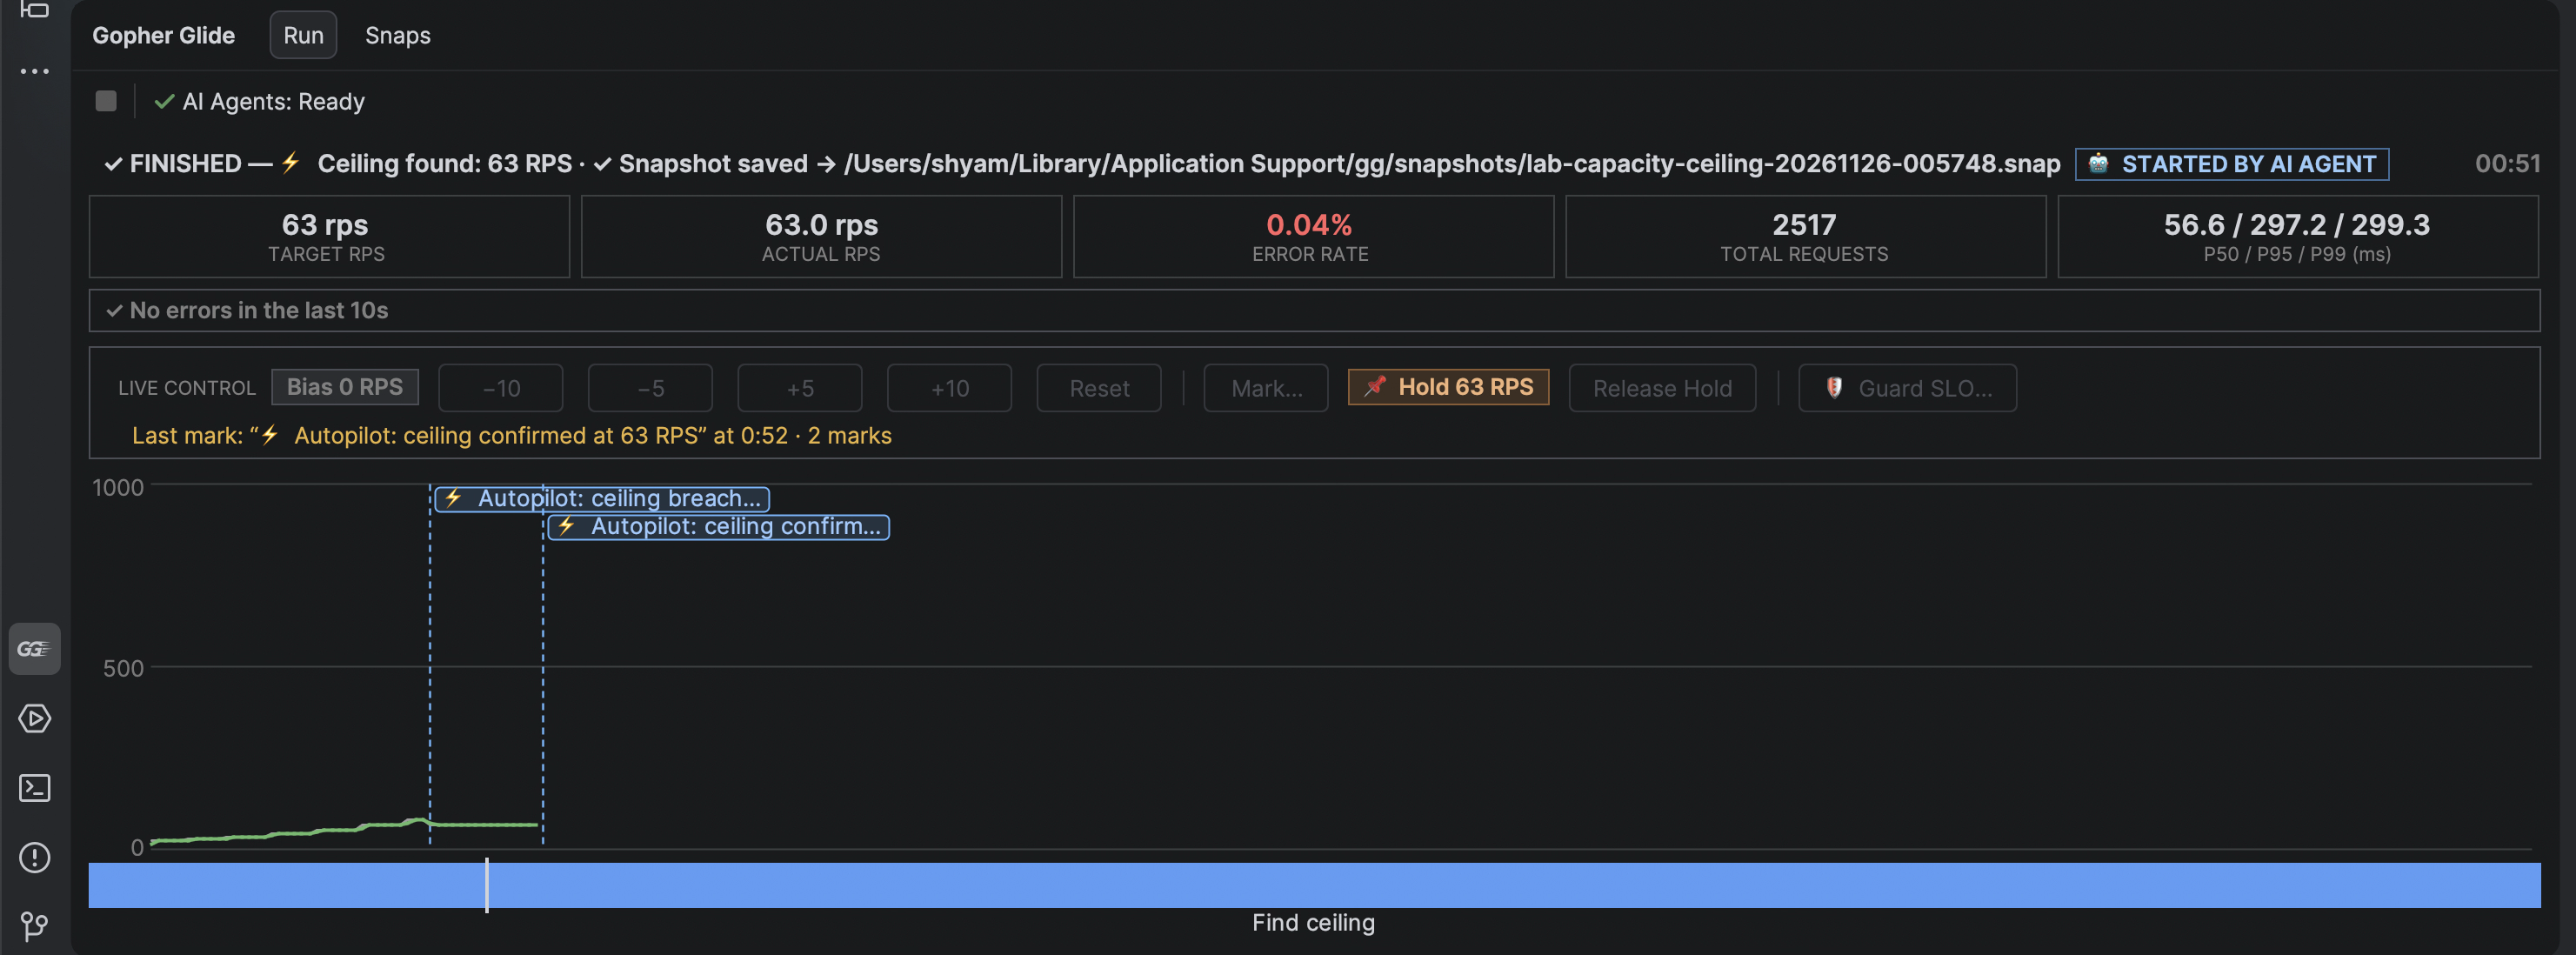 Gopher Glide Run Snaps
AI Agents: Ready
✓ FINISHED — ⚡ Ceiling found: 63 RPS · ✓ Snapshot saved → /Users/shyam/Library/Application Support/gg/snapshots/lab-capacity-ceiling-20261126-005748.snap 🤖 STARTED BY AI AGENT 00:51
63 rps
TARGET RPS
63.0 rps
ACTUAL RPS
0.04%
ERROR RATE
2517
TOTAL REQUESTS
56.6 / 297.2 / 299.3
P50 / P95 / P99 (ms)
✓ No errors in the last 10s
LIVE CONTROL Bias 0 RPS −10 −5 +5 +10 Reset Mark... 📌 Hold 63 RPS Release Hold Guard SLO...
Last mark: “⚡ Autopilot: ceiling confirmed at 63 RPS” at 0:52 · 2 marks
1000
⚡ Autopilot: ceiling breach...
⚡ Autopilot: ceiling confirm...
500
0
GG
Find ceiling